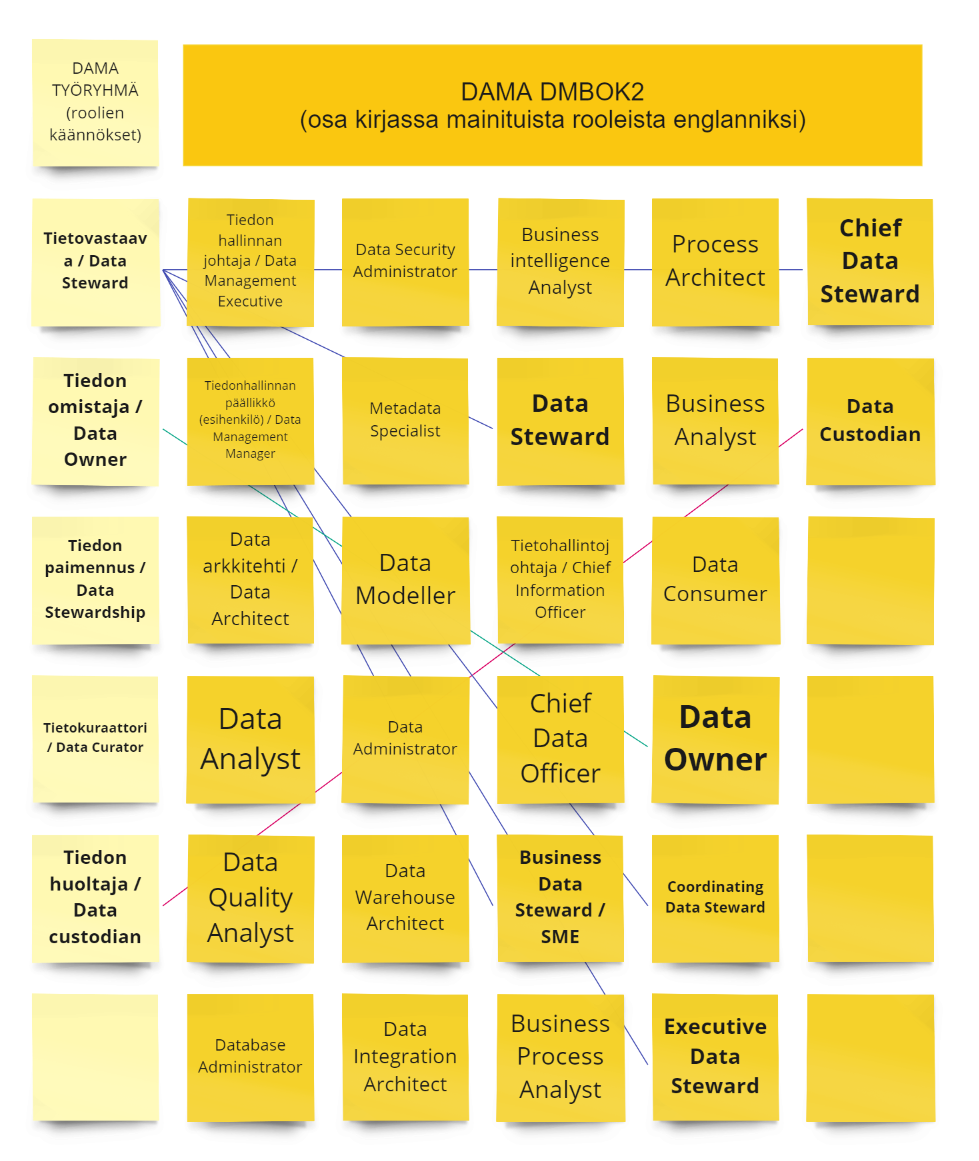 DAMA
TYÖRYHMÄ
(roolien
käännökset)
DAMA DMBOK2
(osa kirjassa mainituista rooleista englanniksi)
Tietovastaav
a / Data
Steward
Tiedon
hallinnan
johtaja / Data
Management
Executive
Data Security
Administrator
Business
intelligence
Analyst
Process
Architect
Chief
Data
Steward
Tiedon
omistaja /
Data
Owner
Tiedonhallinnan
päällikkö
(esihenkilö) / Data
Management
Manager
Metadata
Specialist
Data
Steward
Business
Analyst
Data
Custodian
Tiedon
paimennus /
Data
Stewardship
Data
arkkitehti /
Data
Architect
Data
Modeller
Tietohallintoj
ohtaja / Chief
Information
Officer
Data
Consumer
Tietokuraattori
/ Data Curator
Data
Analyst
Data
Administrator
Chief
Data
Officer
Data
Owner
Tiedon
huoltaja /
Data
custodian
Data
Quality
Analyst
Data
Warehouse
Architect
Business
Data
Steward /
SME
Coordinating
Data Steward
Database
Administrator
Data
Integration
Architect
Business
Process
Analyst
Executive
Data
Steward